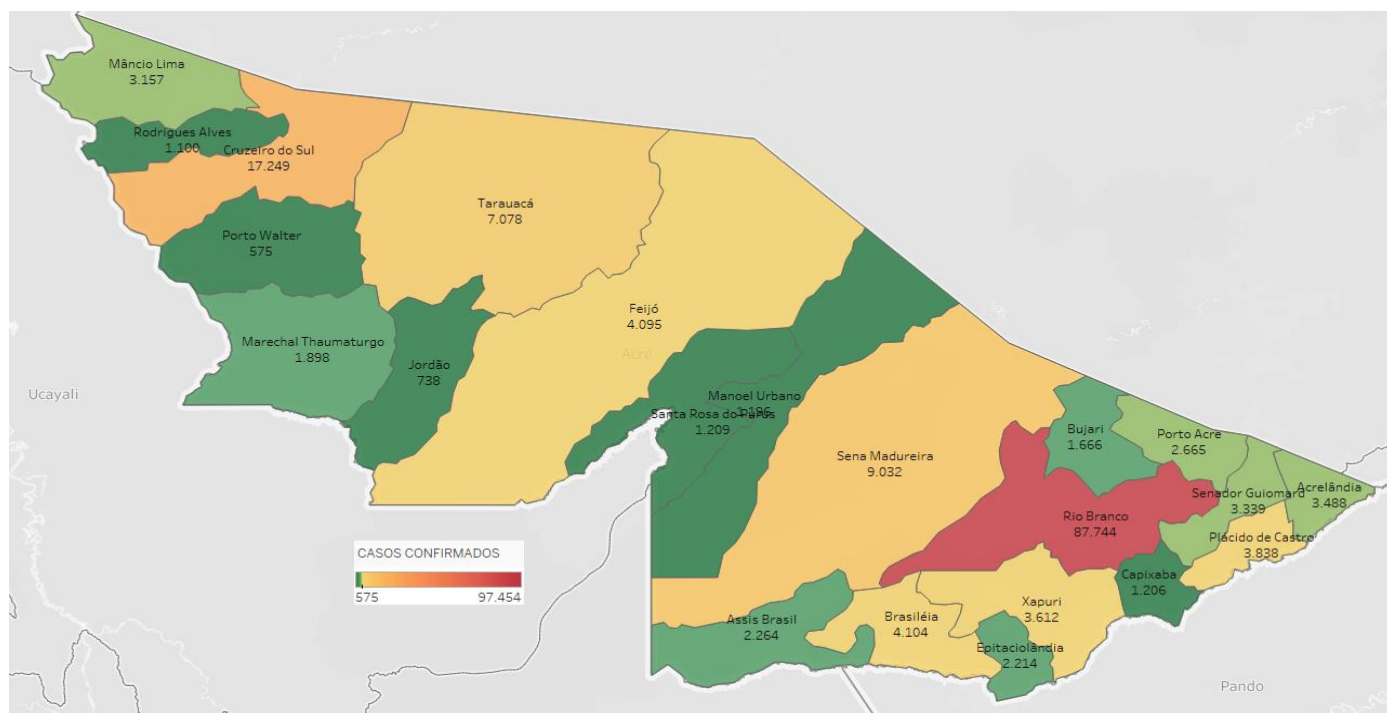 Mâncio Lima
3.157
Rodrigues Alves
1.100
Cruzeiro do Sul
17.249
Tarauacá
7.078
Porto Walter
575
Feijó
4.095
Marechal Thaumaturgo
1.898
Acre
Jordão
738
Ucayali
Manoel Urbano
1.196
Santa Rosa do Purus
1.209
Bujari
1.666
Porto Acre
2.665
Sena Madureira
9.032
Senador Guiomard
3.339
Acrelândia
3.488
Rio Branco
87.744
Plácido de Castro
3.838
CASOS CONFIRMADOS
575
97.454
Capixaba
1.206
Xapuri
3.612
Brasiléia
4.104
Assis Brasil
2.264
Epitaciolândia
2.214
Pando